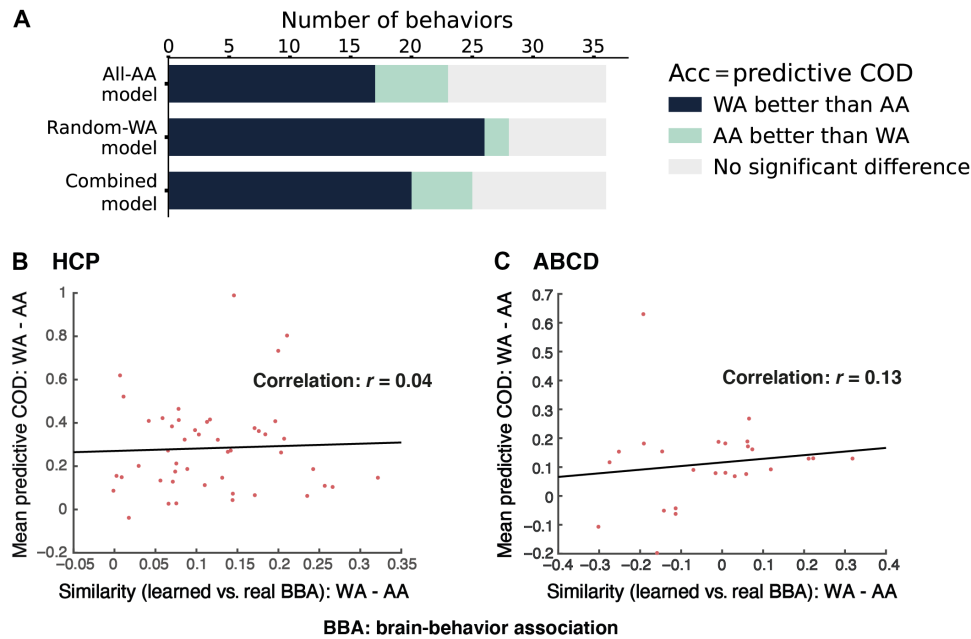 A
Number of behaviors
0 5 10 15 20 25 30 35
All-AA
model
Random-WA
model
Combined
model
Acc=predictive COD
WA better than AA
AA better than WA
No significant difference
B HCP
Mean predictive COD: WA - AA
1
0.8
0.6
0.4
0.2
0
−0.2
Correlation: r = 0.04
−0.05 0 0.05 0.1 0.15 0.2 0.25 0.3 0.35
Similarity (learned vs. real BBA): WA - AA
C ABCD
Mean predictive COD: WA - AA
0.7
0.6
0.5
0.4
0.3
0.2
0.1
0
−0.1
−0.2
Correlation: r = 0.13
−0.4 −0.3 −0.2 −0.1 0 0.1 0.2 0.3 0.4
Similarity (learned vs. real BBA): WA - AA
BBA: brain-behavior association